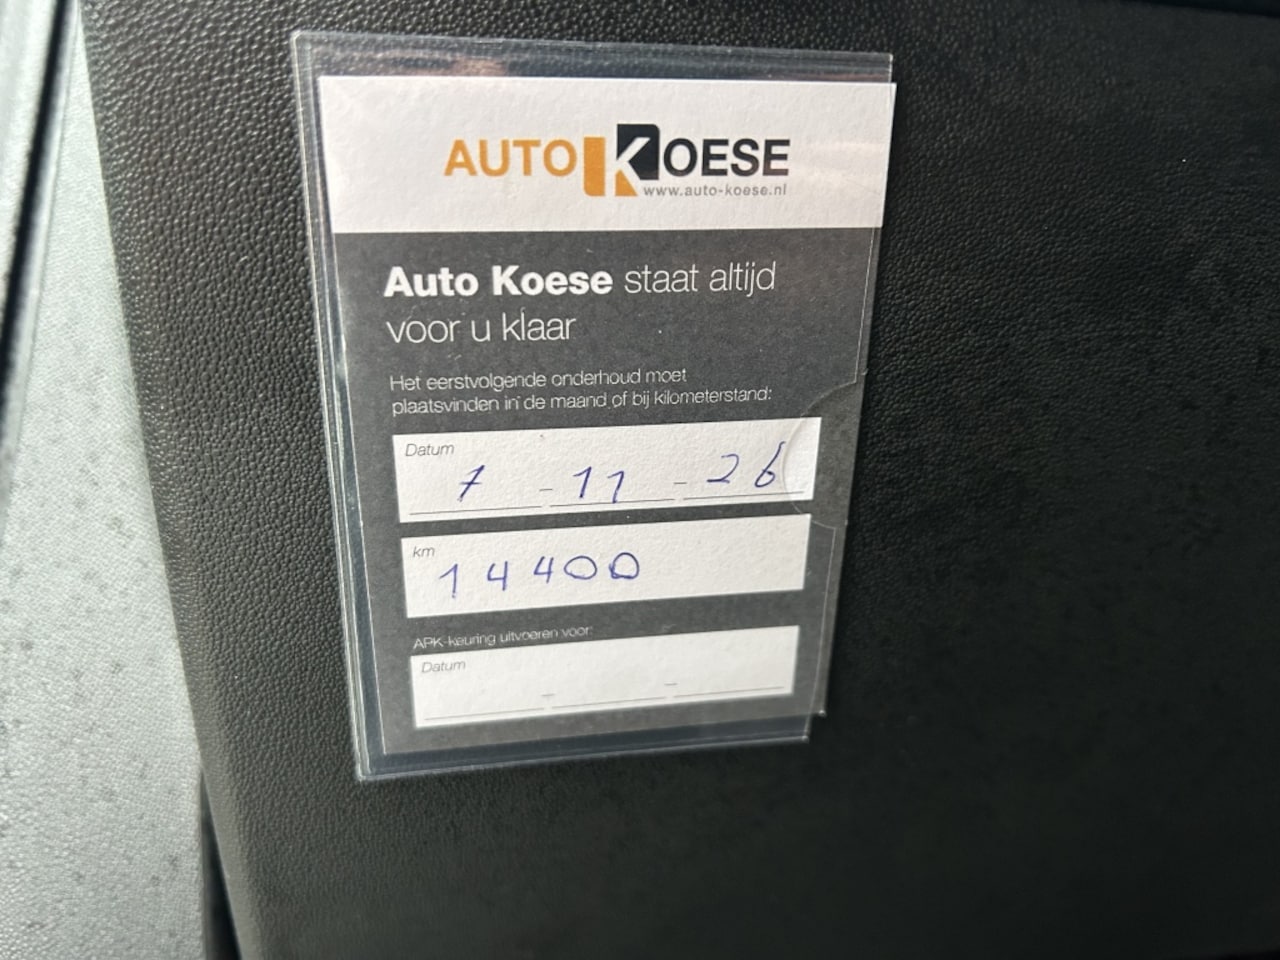 AUTO KOESE
www.auto-koese.nl
Auto Koese staat altijd
voor u klaar
Het eerstvolgende onderhoud moet
plaatsvinden in de maand of bij kilometerstand:
Datum
7 - 11 - 26
km
14400
APK-keuring uitvoeren voor:
Datum
- -